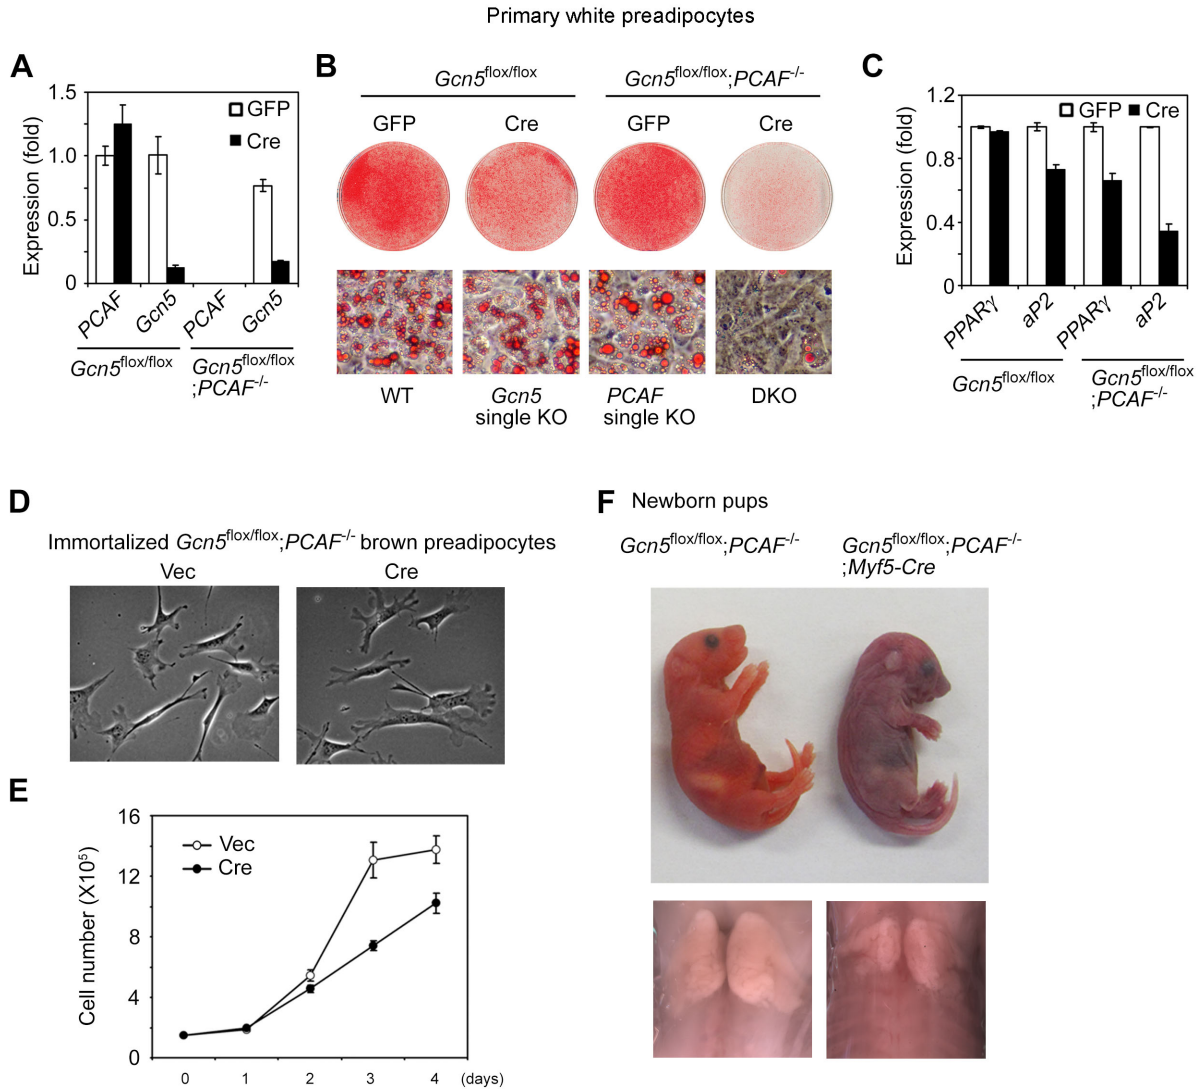 Primary white preadipocytes
A
Expression (fold)
1.5
1.0
0.5
0
GFP
Cre
PCAF
Gcn5
PCAF
Gcn5
Gcn5flox/flox
Gcn5flox/flox
;PCAF-/-
B
Gcn5flox/flox
Gcn5flox/flox;PCAF-/-
GFP
Cre
GFP
Cre
WT
Gcn5
single KO
PCAF
single KO
DKO
C
Expression (fold)
1.2
0.8
0.4
0
GFP
Cre
PPARγ
aP2
PPARγ
aP2
Gcn5flox/flox
Gcn5flox/flox
;PCAF-/-
D
Immortalized Gcn5flox/flox;PCAF-/- brown preadipocytes
Vec
Cre
E
Cell number (X10⁵)
16
12
8
4
0
Vec
Cre
0 1 2 3 4 (days)
F Newborn pups
Gcn5flox/flox;PCAF-/-
Gcn5flox/flox;PCAF-/-
;Myf5-Cre